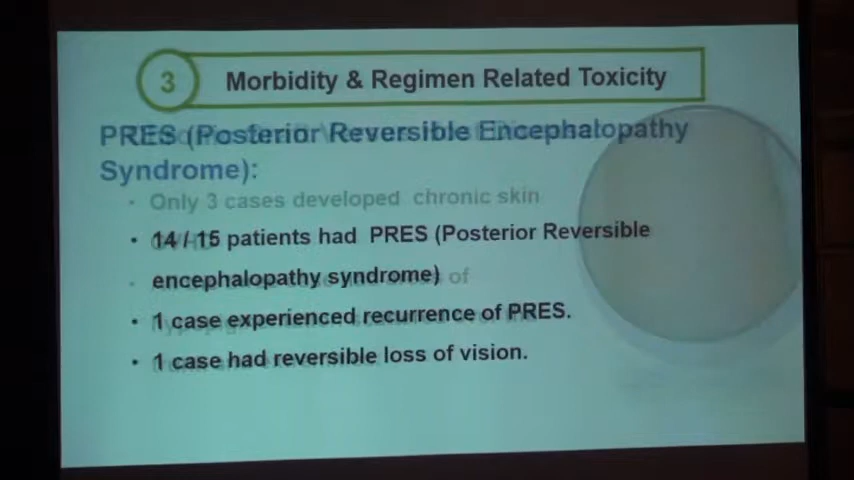 3
Morbidity & Regimen Related Toxicity
PRES (Posterior Reversible Encephalopathy
Syndrome):
Only 3 cases developed chronic skin
14 / 15 patients had PRES (Posterior Reversible
encephalopathy syndrome)
of
1 case experienced recurrence of PRES.
1 case had reversible loss of vision.